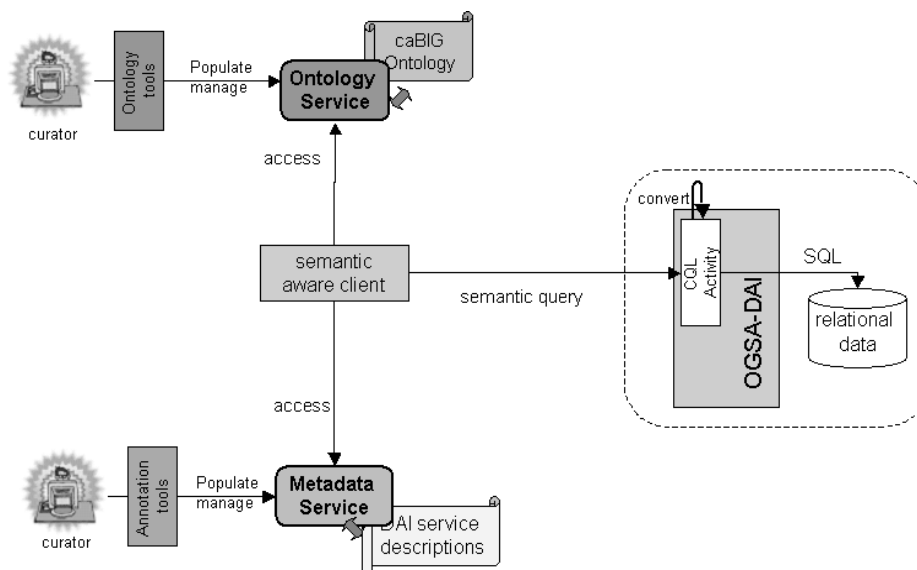 caBIG
Ontology
Ontology
tools
Populate
manage
Ontology
Service
curator
access
convert
CQL
Activity
SQL
semantic
aware client
semantic query
OGSA-DAI
relational
data
access
Annotation
tools
Populate
manage
Metadata
Service
curator
DAI service
descriptions